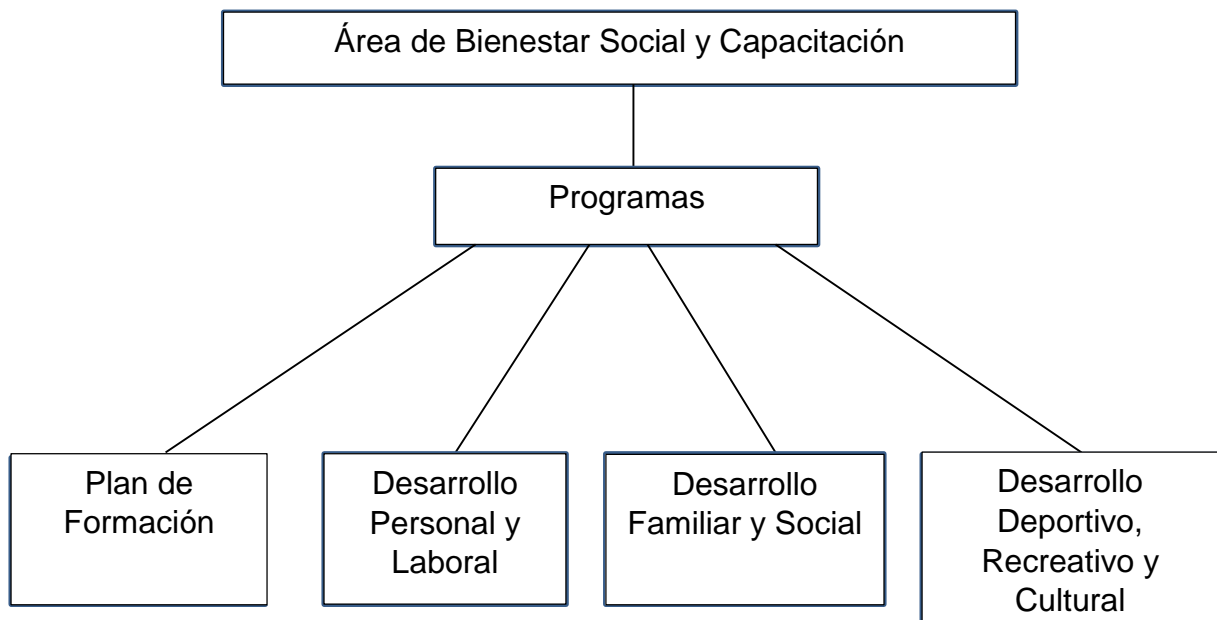 Área de Bienestar Social y Capacitación
Programas
Plan de
Formación
Desarrollo
Personal y
Laboral
Desarrollo
Familiar y Social
Desarrollo
Deportivo,
Recreativo y
Cultural